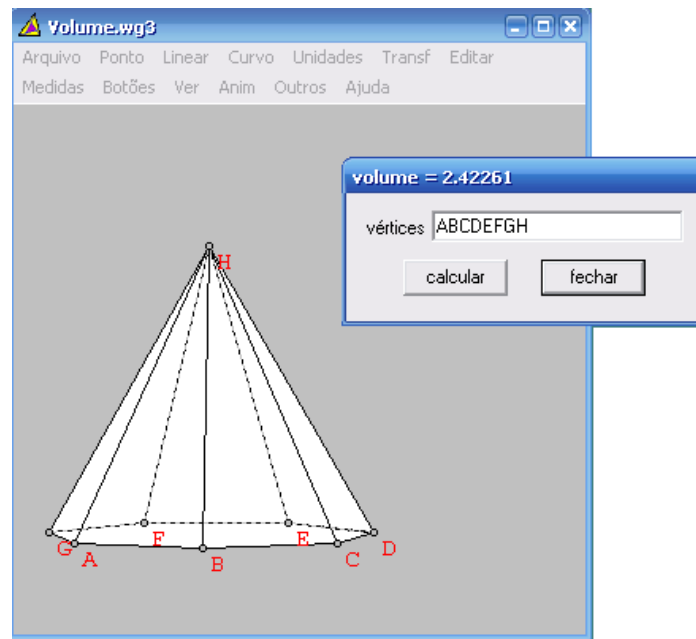 Volume.wg3
Arquivo Ponto Linear Curvo Unidades Transf Editar
Medidas Botões Ver Anim Outros Ajuda
volume = 2.42261
vértices ABCDEFGH
calcular fechar
H
G A F B E C D